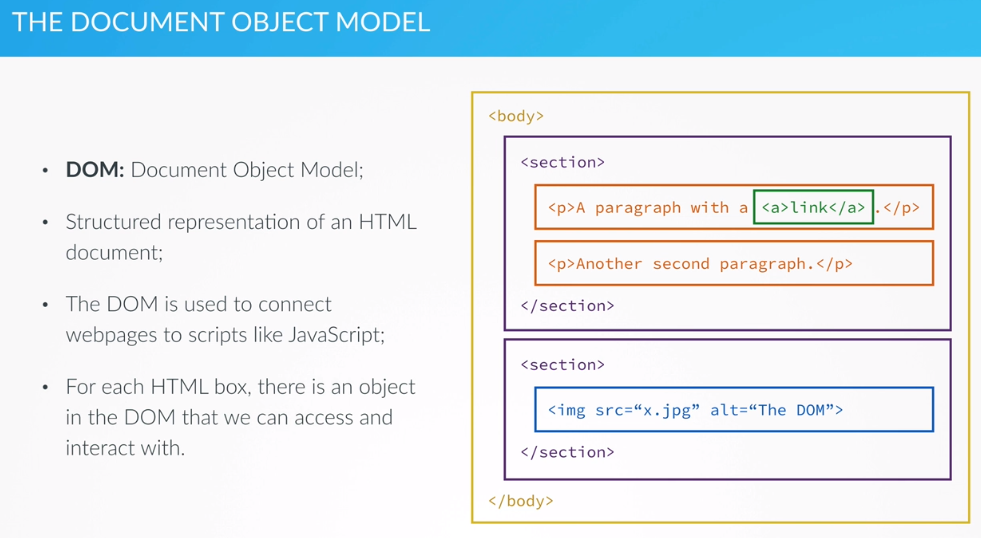 THE DOCUMENT OBJECT MODEL
• DOM: Document Object Model;
• Structured representation of an HTML
document;
• The DOM is used to connect
webpages to scripts like JavaScript;
• For each HTML box, there is an object
in the DOM that we can access and
interact with.
<body>
<section>
<p>A paragraph with a <a>link</a>.</p>
<p>Another second paragraph.</p>
</section>
<section>
<img src=“x.jpg” alt=“The DOM”>
</section>
</body>